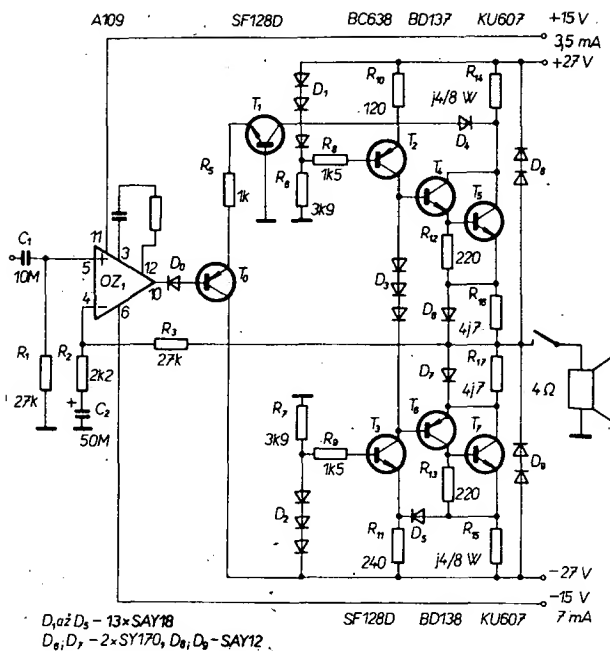 A109 SF128D BC638 BD137 KU607 +15 V
3,5 mA
+27 V
D₁ R₁₀ R₁₄
120 j4/8 W
T₁ D₄
R₅ R₈ T₂
1k 1k5 T₄ D₈
R₆ T₅
3k9
C₁ 11 3 R₁₂
10M 5 + 12 220
OZ₁ D₀ T₀ D₃
4 − 10 R₁₆
6 D₆ 4j7
R₁ R₂ R₃
27k 2k2 27k D₇ R₁₇ 4 Ω
4j7
+ C₂ R₇ T₆
50M 3k9 R₉ T₃ T₇
1k5 R₁₃ D₉
220
D₂ R₁₁ D₅ R₁₅
240 j4/8 W
−27 V
−15 V
D₁až D₅ – 13×SAY18 SF128D BD138 KU607 7 mA
D₆; D₇ – 2×SY170, D₈; D₉ – SAY12